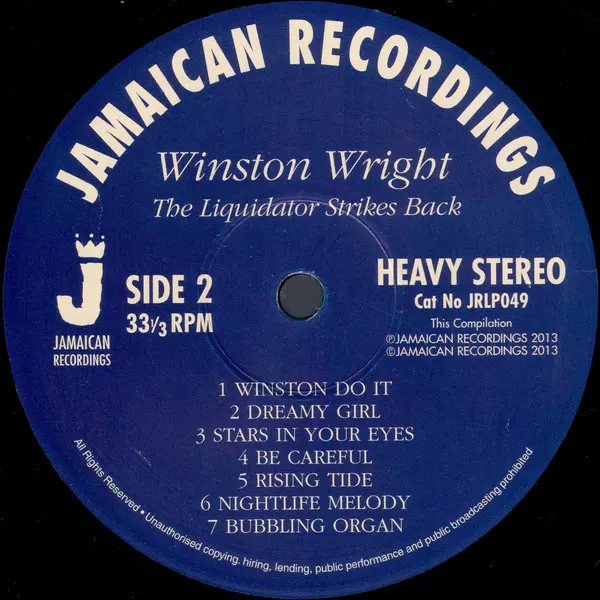 JAMAICAN RECORDINGS
Winston Wright
The Liquidator Strikes Back
J
JAMAICAN
RECORDINGS
SIDE 2
33⅓ RPM
HEAVY STEREO
Cat No JRLP049
This Compilation
ⓅJAMAICAN RECORDINGS 2013
©JAMAICAN RECORDINGS 2013
1 WINSTON DO IT
2 DREAMY GIRL
3 STARS IN YOUR EYES
4 BE CAREFUL
5 RISING TIDE
6 NIGHTLIFE MELODY
7 BUBBLING ORGAN
All Rights Reserved • Unauthorised copying, hiring, lending, public performance and public broadcasting prohibited